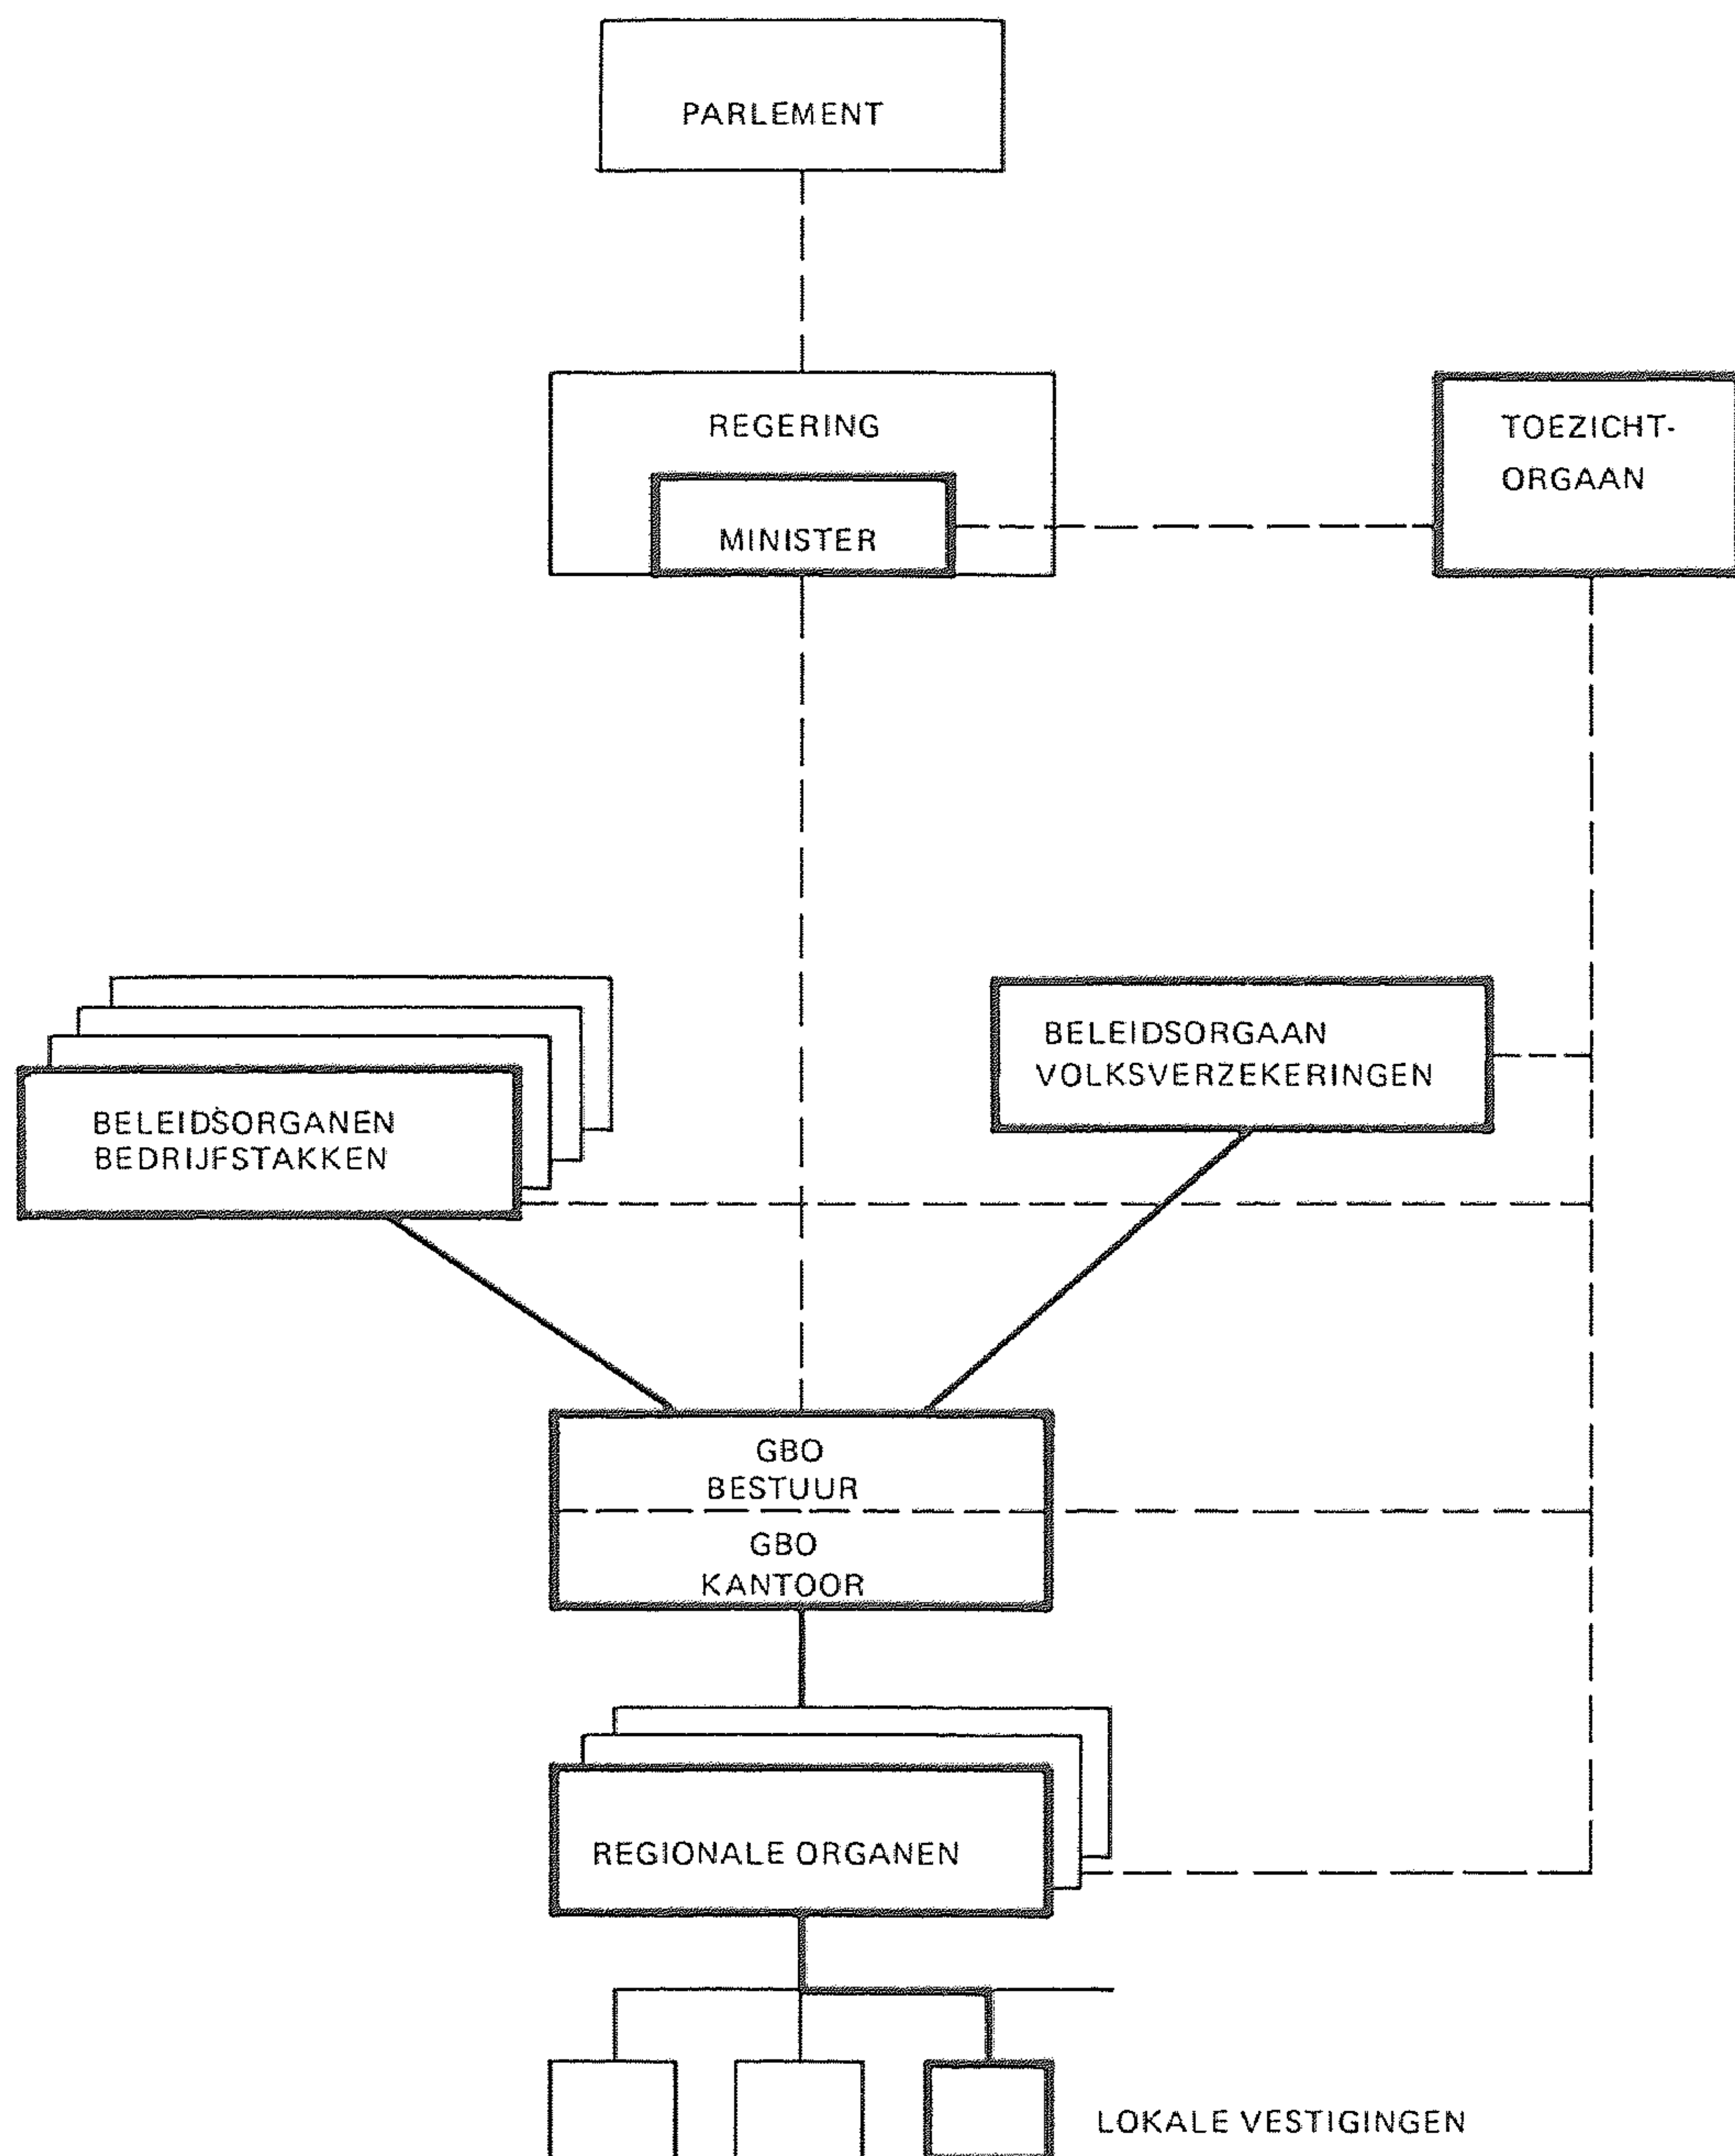 PARLEMENT
REGERING
MINISTER
TOEZICHT-
ORGAAN
BELEIDSORGANEN
BEDRIJFSTAKKEN
BELEIDSORGAAN
VOLKSVERZEKERINGEN
GBO
BESTUUR
GBO
KANTOOR
REGIONALE ORGANEN
LOKALE VESTIGINGEN